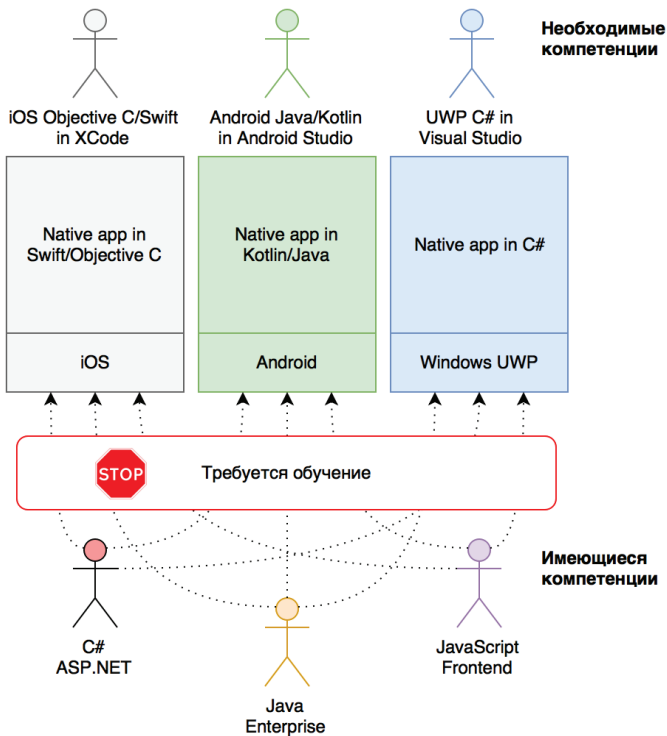 Необходимые
компетенции
iOS Objective C/Swift
in XCode
Android Java/Kotlin
in Android Studio
UWP C# in
Visual Studio
Native app in
Swift/Objective C
Native app in
Kotlin/Java
Native app in C#
iOS
Android
Windows UWP
STOP
Требуется обучение
Имеющиеся
компетенции
C#
ASP.NET
Java
Enterprise
JavaScript
Frontend